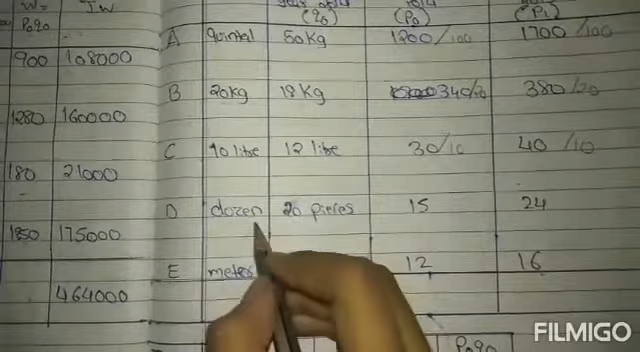 (q₀) (P₀) (P₁)
P₀q₀
A quintal 50 Kg 1200/100 1700/100
900 108000
B 20 Kg 18 Kg 340/20 380/20
1280 160000
C 10 litre 12 litre 30/10 40/10
180 21000
D dozen 20 pieces 15 24
1850 175000
E meter 12 16
464000
P₀q₀
FILMIGO